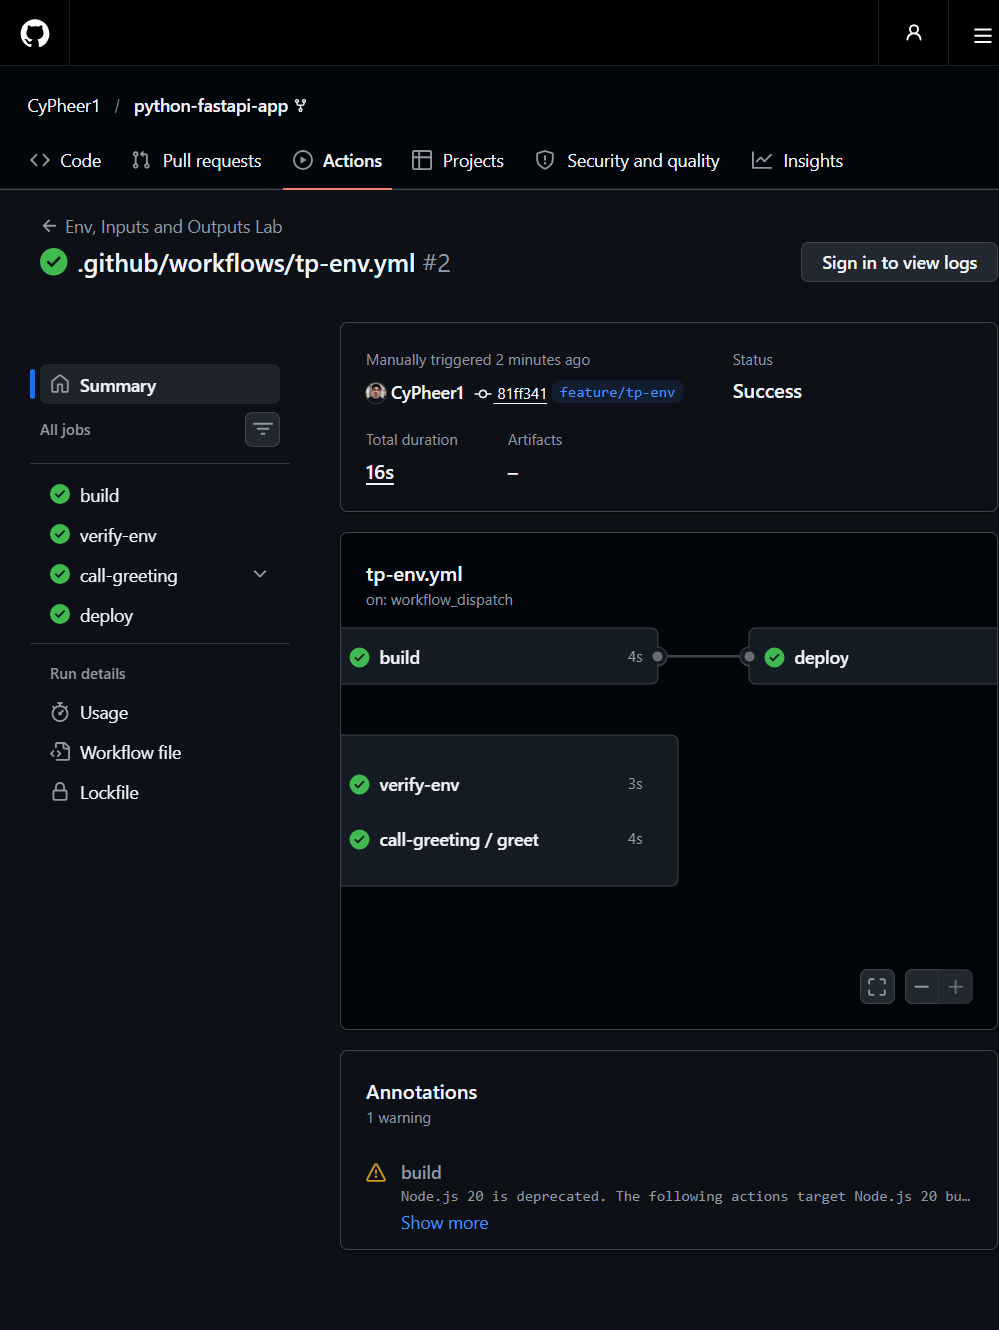 CyPheer1 / python-fastapi-app
Code Pull requests Actions Projects Security and quality Insights
Env, Inputs and Outputs Lab
.github/workflows/tp-env.yml #2
Sign in to view logs
Summary
All jobs
build
verify-env
call-greeting
deploy
Run details
Usage
Workflow file
Lockfile
Manually triggered 2 minutes ago
CyPheer1 81ff341 feature/tp-env
Status
Success
Total duration
16s
Artifacts
–
tp-env.yml
on: workflow_dispatch
build 4s
deploy
verify-env 3s
call-greeting / greet 4s
Annotations
1 warning
build
Node.js 20 is deprecated. The following actions target Node.js 20 bu…
Show more